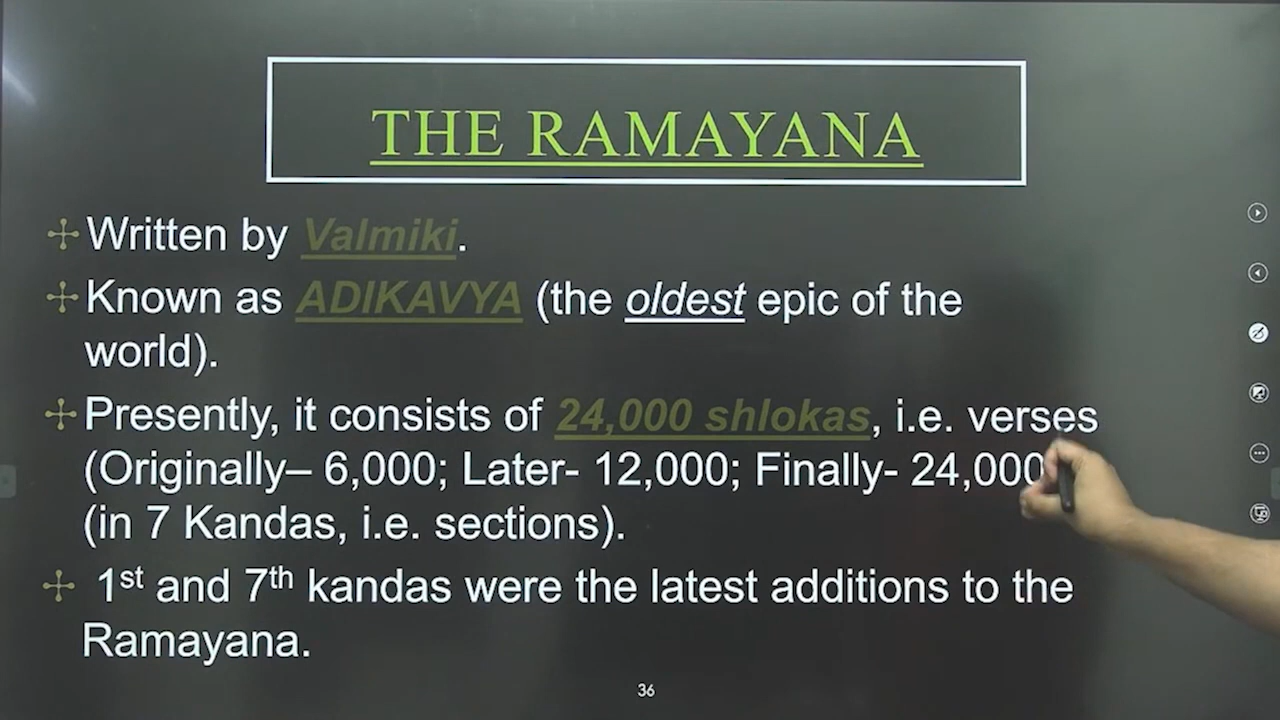 THE RAMAYANA
Written by Valmiki.
Known as ADIKAVYA (the oldest epic of the
world).
Presently, it consists of 24,000 shlokas, i.e. verses
(Originally– 6,000; Later- 12,000; Finally- 24,000
(in 7 Kandas, i.e. sections).
1st and 7th kandas were the latest additions to the
Ramayana.
36